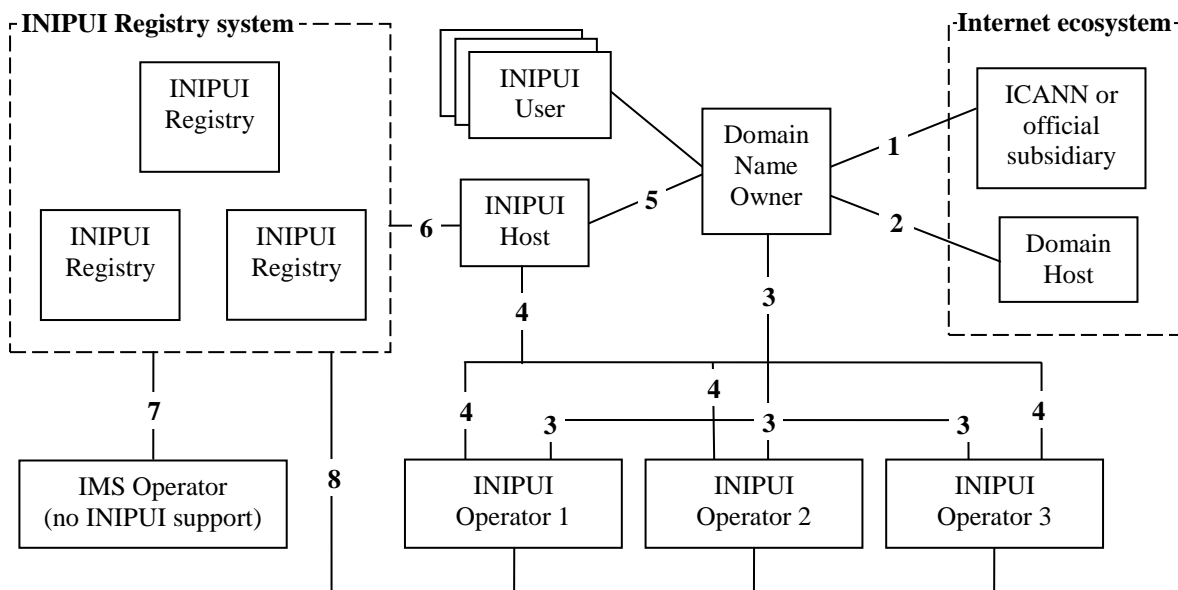 INIPUI Registry system
INIPUI
Registry
INIPUI
Registry
INIPUI
Registry
INIPUI
User
INIPUI
Host
Domain
Name
Owner
Internet ecosystem
ICANN or
official
subsidiary
Domain
Host
1
2
5
6
4
3
4
3
4
3
3
4
7
8
IMS Operator
(no INIPUI support)
INIPUI
Operator 1
INIPUI
Operator 2
INIPUI
Operator 3